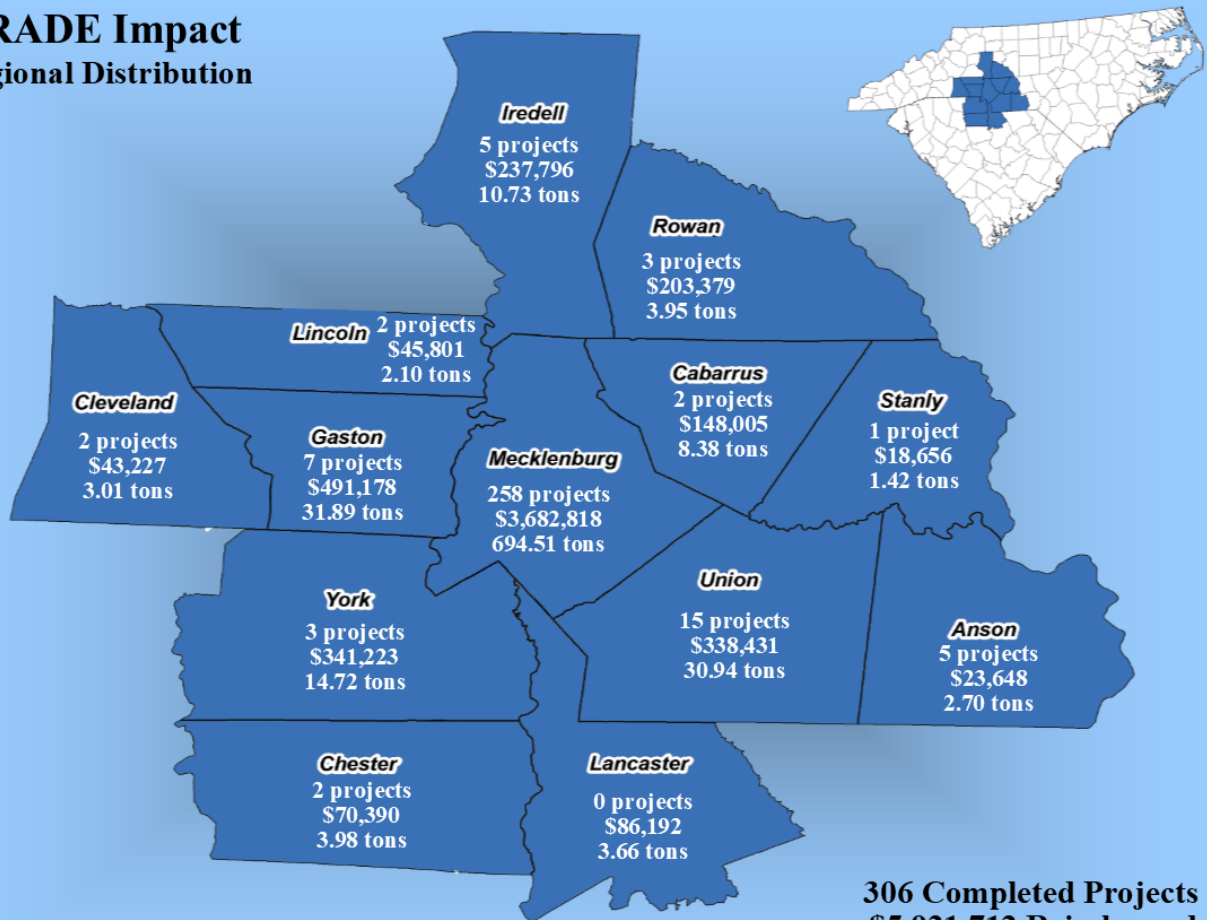 RADE Impact
gional Distribution
Iredell
5 projects
$237,796
10.73 tons
Rowan
3 projects
$203,379
3.95 tons
Lincoln 2 projects
$45,801
2.10 tons
Cleveland
2 projects
$43,227
3.01 tons
Gaston
7 projects
$491,178
31.89 tons
Mecklenburg
258 projects
$3,682,818
694.51 tons
Cabarrus
2 projects
$148,005
8.38 tons
Stanly
1 project
$18,656
1.42 tons
York
3 projects
$341,223
14.72 tons
Union
15 projects
$338,431
30.94 tons
Anson
5 projects
$23,648
2.70 tons
Chester
2 projects
$70,390
3.98 tons
Lancaster
0 projects
$86,192
3.66 tons
306 Completed Projects